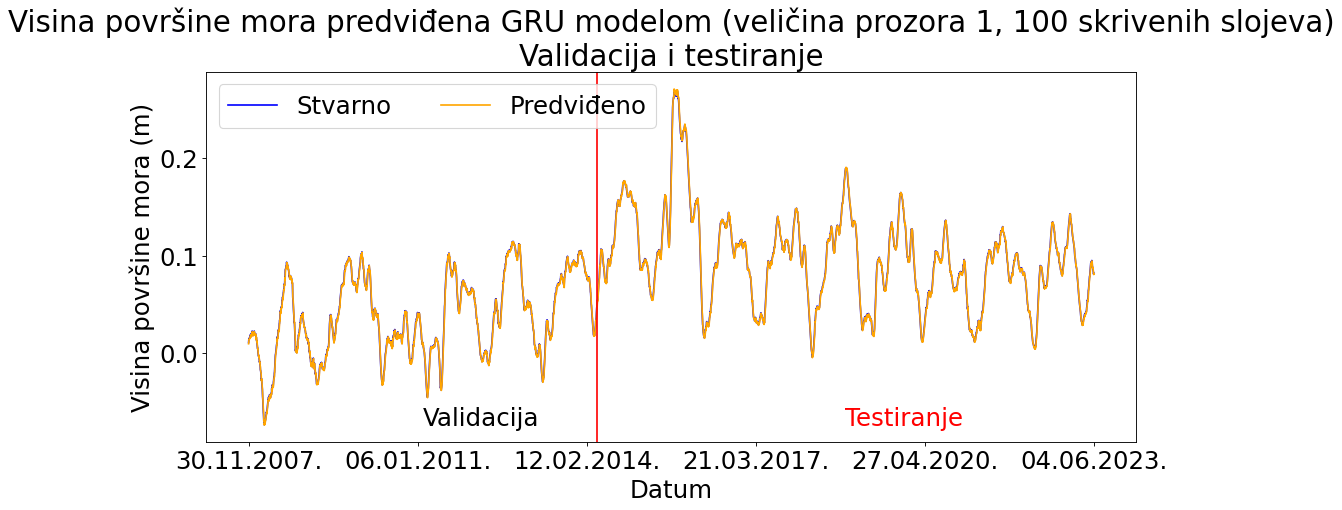 Visina površine mora predviđena GRU modelom (veličina prozora 1, 100 skrivenih slojeva)
Validacija i testiranje
Stvarno Predviđeno
Visina površine mora (m)
0.2
0.1
0.0
Validacija Testiranje
30.11.2007. 06.01.2011. 12.02.2014. 21.03.2017. 27.04.2020. 04.06.2023.
Datum